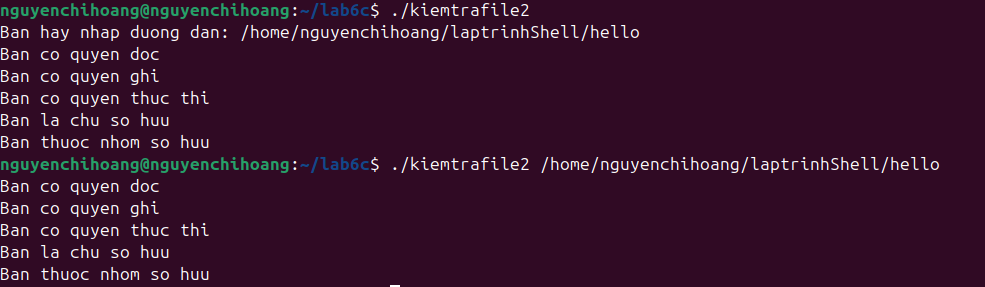 nguyenchihoang@nguyenchihoang:~/lab6c$ ./kiemtrafile2
Ban hay nhap duong dan: /home/nguyenchihoang/laptrinhShell/hello
Ban co quyen doc
Ban co quyen ghi
Ban co quyen thuc thi
Ban la chu so huu
Ban thuoc nhom so huu
nguyenchihoang@nguyenchihoang:~/lab6c$ ./kiemtrafile2 /home/nguyenchihoang/laptrinhShell/hello
Ban co quyen doc
Ban co quyen ghi
Ban co quyen thuc thi
Ban la chu so huu
Ban thuoc nhom so huu